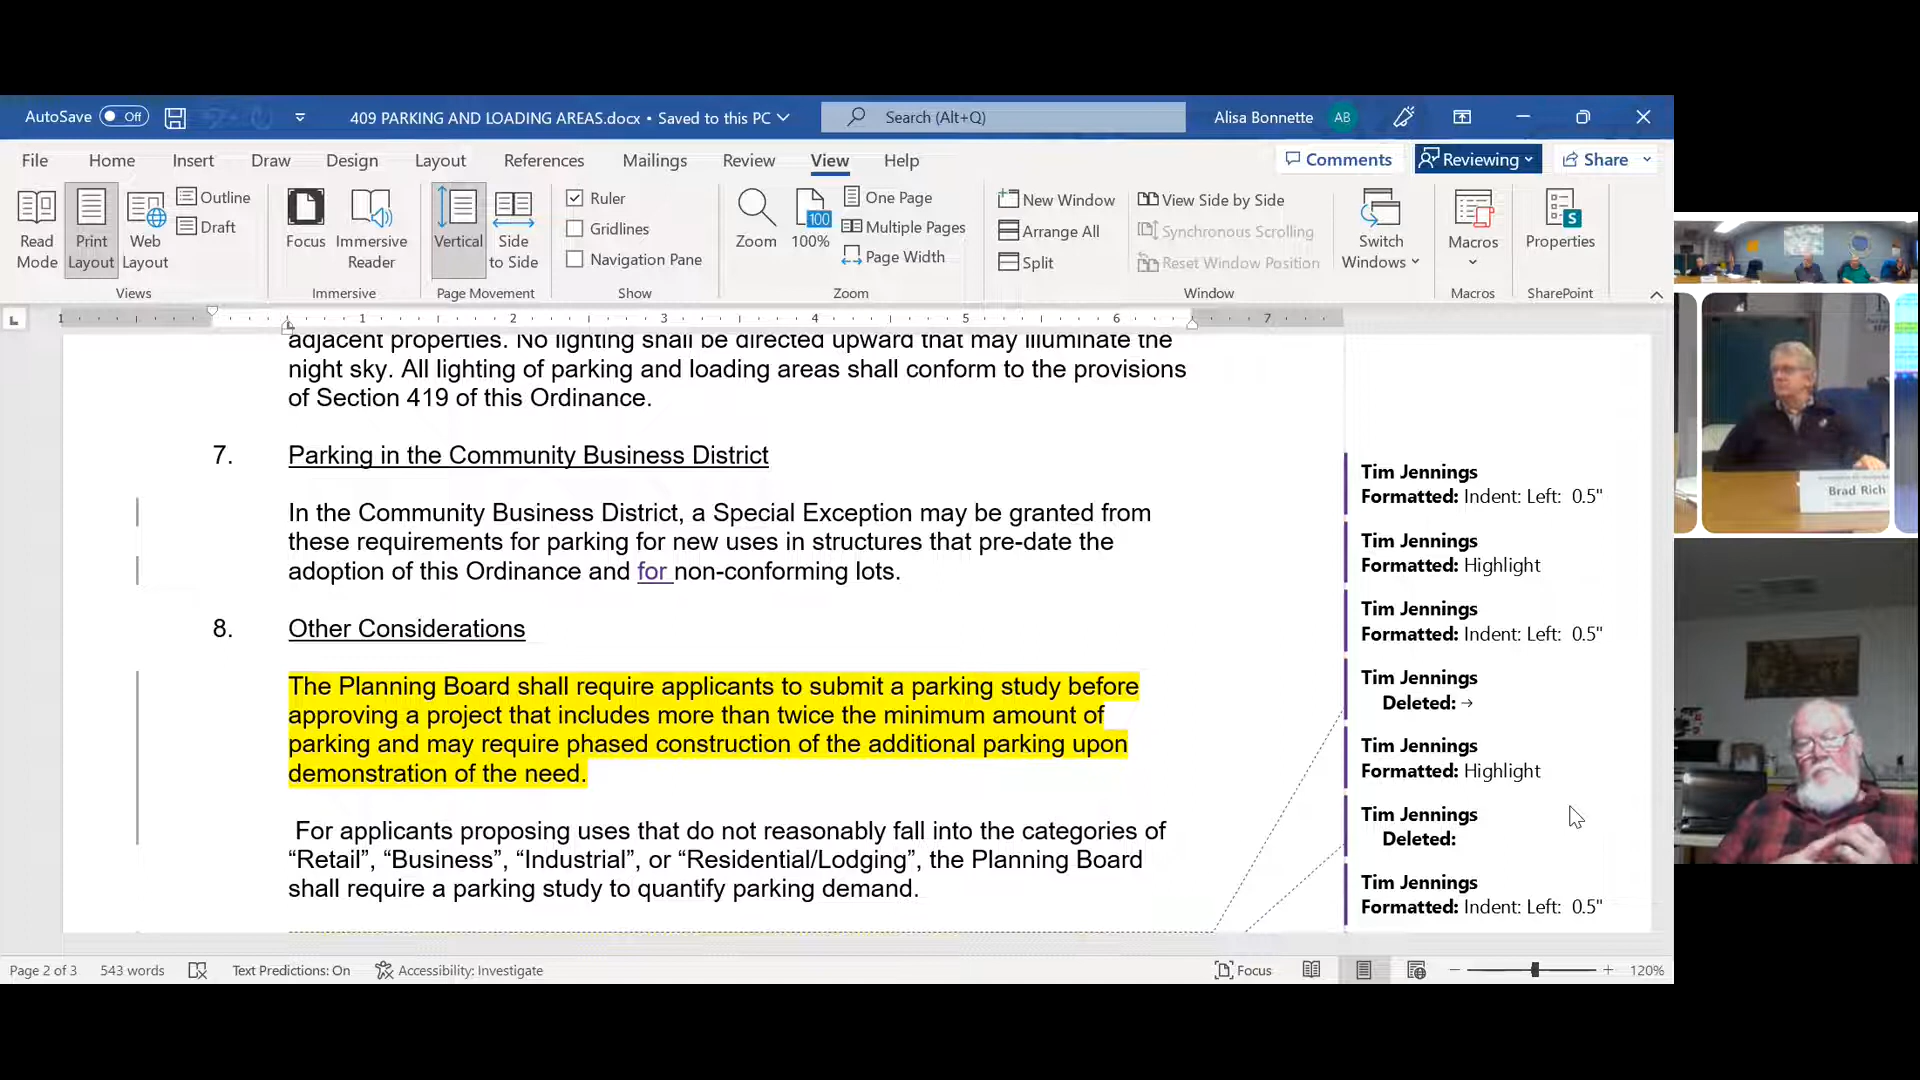 AutoSave Off 409 PARKING AND LOADING AREAS.docx • Saved to this PC Search (Alt+Q) Alisa Bonnette AB
File Home Insert Draw Design Layout References Mailings Review View Help Comments Reviewing Share
Read Mode
Print Layout
Web Layout
Outline
Draft
Views
Focus
Immersive Reader
Immersive
Vertical
Side to Side
Page Movement
Ruler
Gridlines
Navigation Pane
Show
Zoom
100
100%
One Page
Multiple Pages
Page Width
Zoom
New Window
Arrange All
Split
View Side by Side
Synchronous Scrolling
Reset Window Position
Switch Windows
Window
Macros
Macros
S
Properties
SharePoint
L 1 1 2 3 4 5 6 7
adjacent properties. No lighting shall be directed upward that may illuminate the
night sky. All lighting of parking and loading areas shall conform to the provisions
of Section 419 of this Ordinance.
7. Parking in the Community Business District
In the Community Business District, a Special Exception may be granted from
these requirements for parking for new uses in structures that pre-date the
adoption of this Ordinance and for non-conforming lots.
8. Other Considerations
The Planning Board shall require applicants to submit a parking study before
approving a project that includes more than twice the minimum amount of
parking and may require phased construction of the additional parking upon
demonstration of the need.
For applicants proposing uses that do not reasonably fall into the categories of
“Retail”, “Business”, “Industrial”, or “Residential/Lodging”, the Planning Board
shall require a parking study to quantify parking demand.
Tim Jennings
Formatted: Indent: Left: 0.5"
Tim Jennings
Formatted: Highlight
Tim Jennings
Formatted: Indent: Left: 0.5"
Tim Jennings
Deleted: →
Tim Jennings
Formatted: Highlight
Tim Jennings
Deleted:
Tim Jennings
Formatted: Indent: Left: 0.5"
Brad Rich
Page 2 of 3 543 words Text Predictions: On Accessibility: Investigate Focus 120%